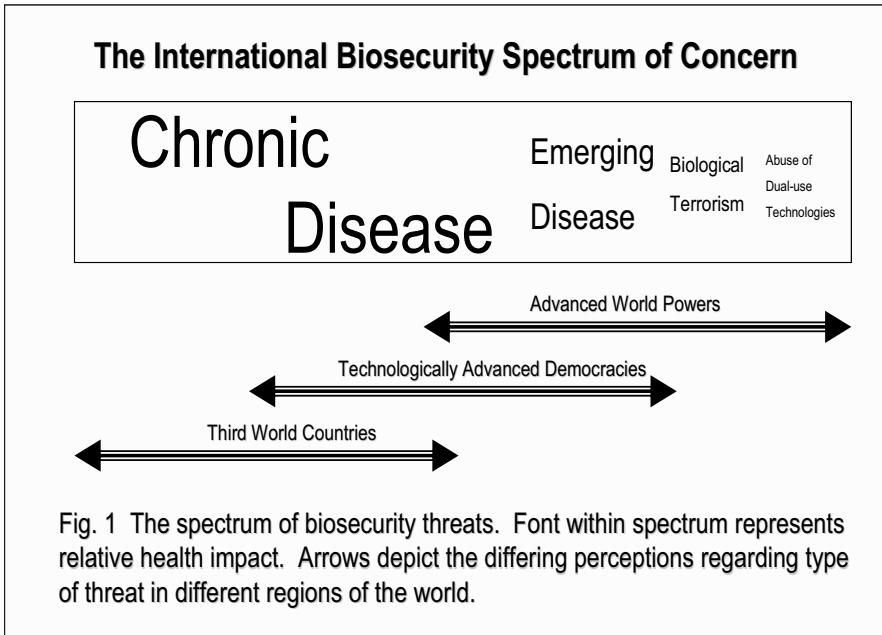 The International Biosecurity Spectrum of Concern
Chronic
Disease
Emerging
Disease
Biological
Terrorism
Abuse of
Dual-use
Technologies
Advanced World Powers
Technologically Advanced Democracies
Third World Countries
Fig. 1 The spectrum of biosecurity threats. Font within spectrum represents
relative health impact. Arrows depict the differing perceptions regarding type
of threat in different regions of the world.